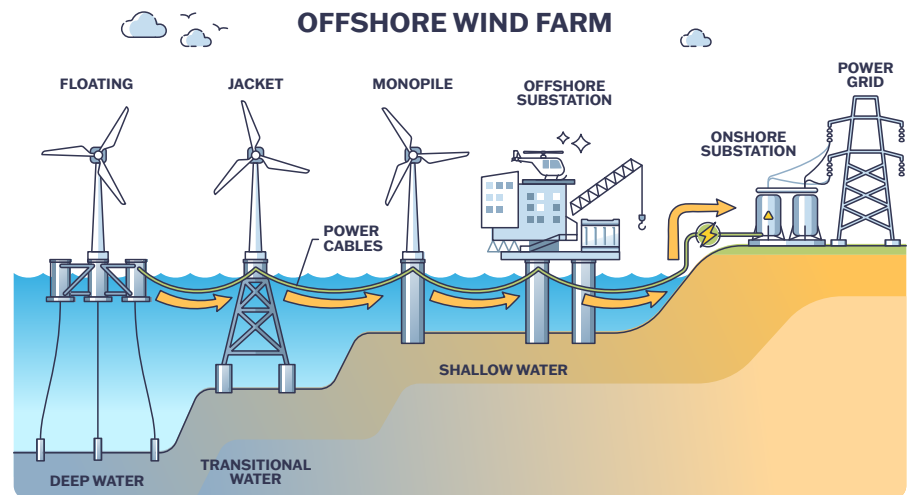 OFFSHORE WIND FARM
FLOATING
JACKET
MONOPILE
OFFSHORE
SUBSTATION
POWER
GRID
ONSHORE
SUBSTATION
POWER
CABLES
SHALLOW WATER
TRANSITIONAL
WATER
DEEP WATER